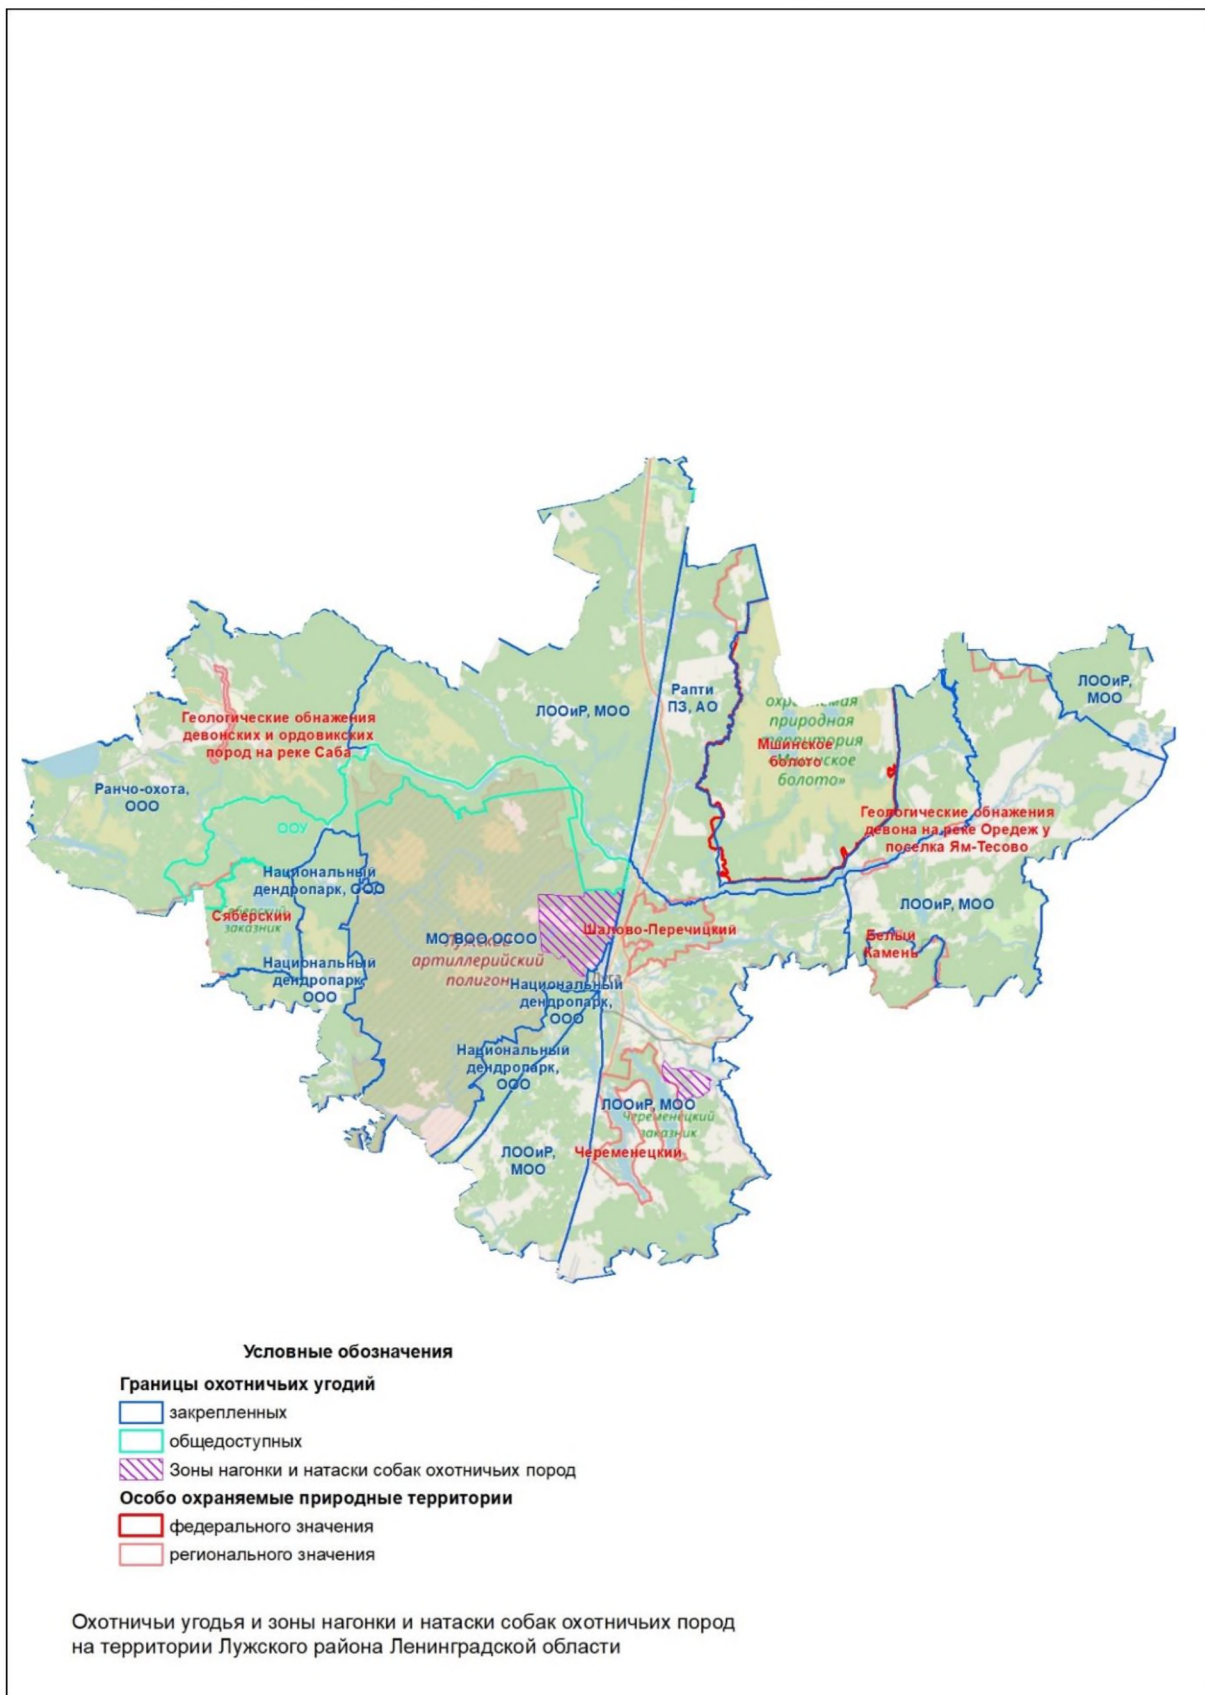 ЛООиР,
МОО
Рапти
ПЗ, АО
ЛООиР, МОО
природная
территория
Мшинское
болото
болото»
Геологические обнажения
девонских и ордовикских
пород на реке Саба
Ранчо-охота,
ООО
ООУ
Геологические обнажения
девона на реке Оредеж у
поселка Ям-Тесово
Национальный
дендропарк, ООО
Сяберский
заказник
ЛООиР, МОО
МО ВОО ОСОО
Шалово-Перечицкий
Белый
Камень
артиллерийский
полигон
Национальный
дендропарк,
ООО
Национальный
дендропарк,
ООО
Национальный
дендропарк,
ООО
ЛООиР, МОО
Череменецкий
заказник
ЛООиР,
МОО
Череменецкий
Условные обозначения
Границы охотничьих угодий
закрепленных
общедоступных
Зоны нагонки и натаски собак охотничьих пород
Особо охраняемые природные территории
федерального значения
регионального значения
Охотничьи угодья и зоны нагонки и натаски собак охотничьих пород
на территории Лужского района Ленинградской области